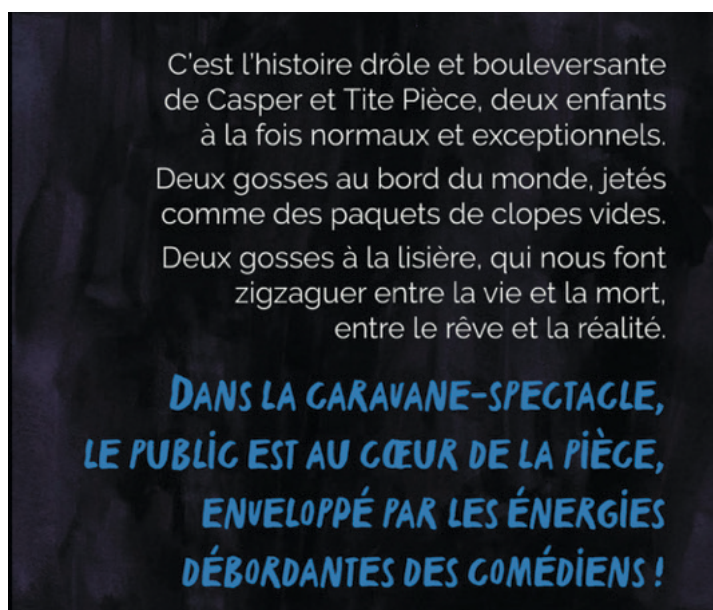 C'est l'histoire drôle et bouleversante
de Casper et Tite Pièce, deux enfants
à la fois normaux et exceptionnels.
Deux gosses au bord du monde, jetés
comme des paquets de clopes vides.
Deux gosses à la lisière, qui nous font
zigzaguer entre la vie et la mort,
entre le rêve et la réalité.
DANS LA CARAVANE-SPECTACLE,
LE PUBLIC EST AU CŒUR DE LA PIÈCE,
ENVELOPPÉ PAR LES ÉNERGIES
DÉBORDANTES DES COMÉDIENS !